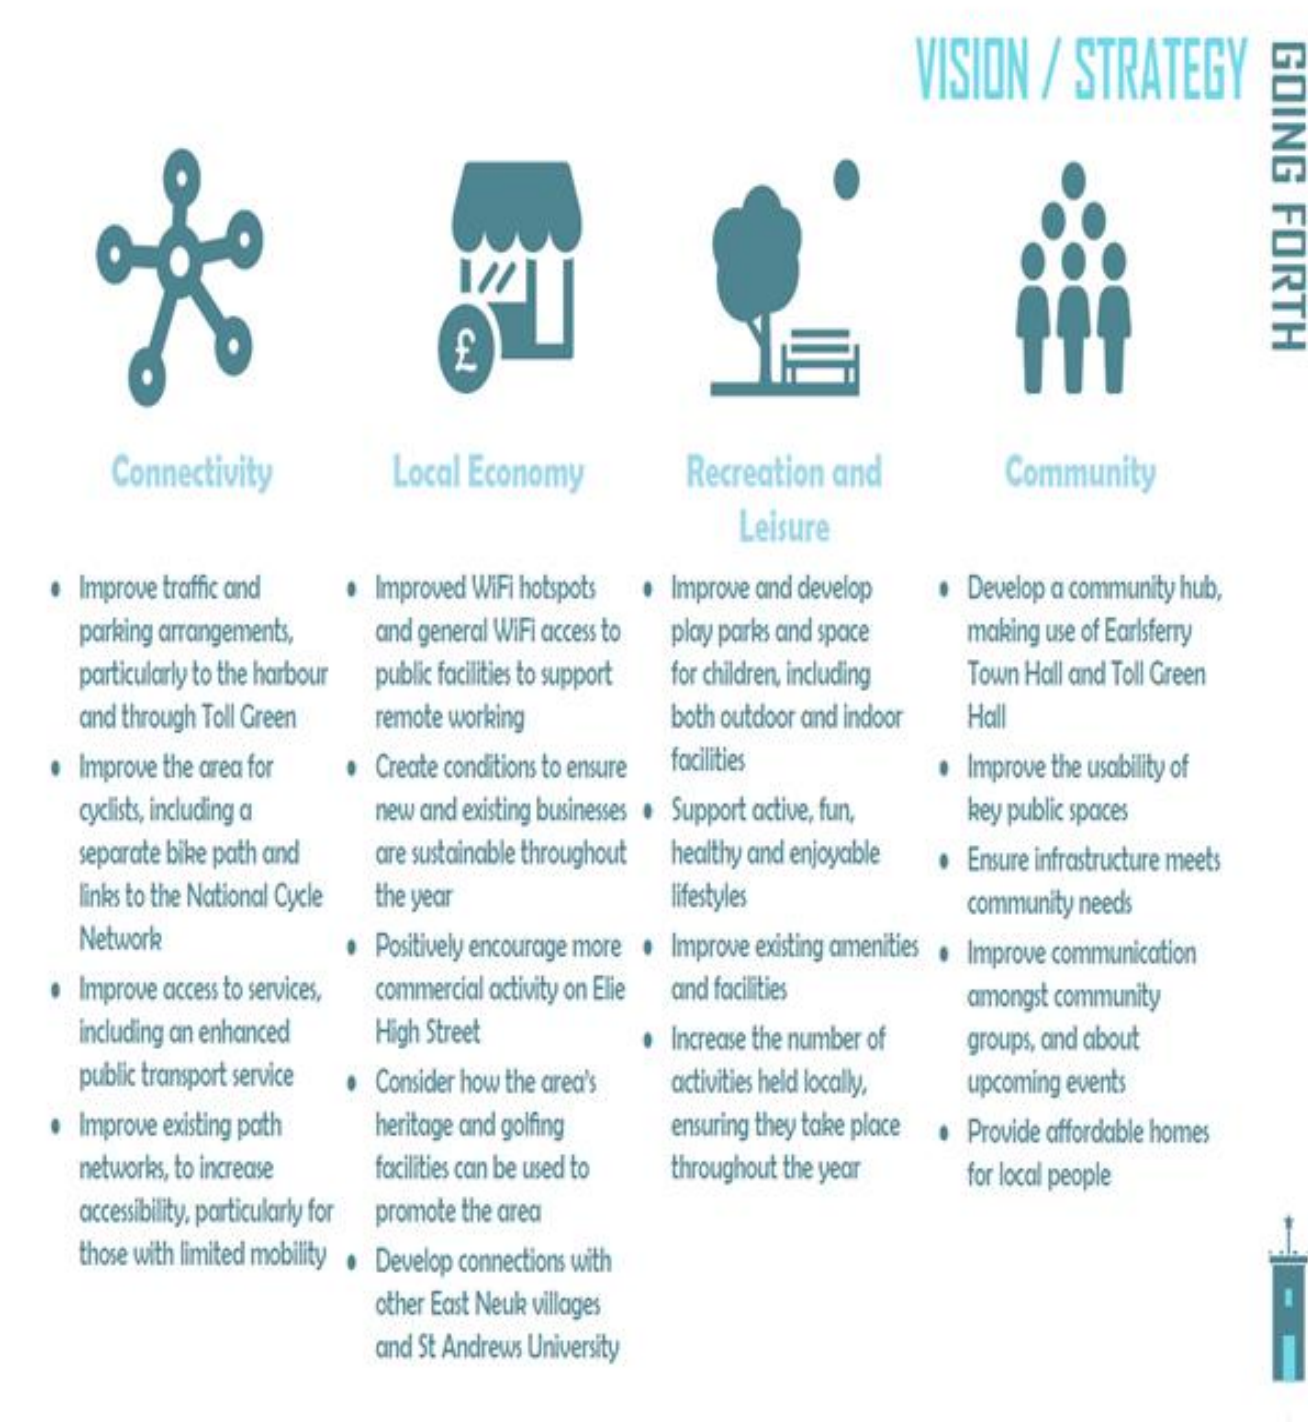 VISION / STRATEGY
GOING FORTH
£
Connectivity
• Improve traffic and
parking arrangements,
particularly to the harbour
and through Toll Green
• Improve the area for
cyclists, including a
separate bike path and
links to the National Cycle
Network
• Improve access to services,
including an enhanced
public transport service
• Improve existing path
networks, to increase
accessibility, particularly for
those with limited mobility
Local Economy
• Improved WiFi hotspots
and general WiFi access to
public facilities to support
remote working
• Create conditions to ensure
new and existing businesses
are sustainable throughout
the year
• Positively encourage more
commercial activity on Elie
High Street
• Consider how the area's
heritage and golfing
facilities can be used to
promote the area
• Develop connections with
other East Neuk villages
and St Andrews University
Recreation and
Leisure
• Improve and develop
play parks and space
for children, including
both outdoor and indoor
facilities
• Support active, fun,
healthy and enjoyable
lifestyles
• Improve existing amenities
and facilities
• Increase the number of
activities held locally,
ensuring they take place
throughout the year
Community
• Develop a community hub,
making use of Earlsferry
Town Hall and Toll Green
Hall
• Improve the usability of
key public spaces
• Ensure infrastructure meets
community needs
• Improve communication
amongst community
groups, and about
upcoming events
• Provide affordable homes
for local people